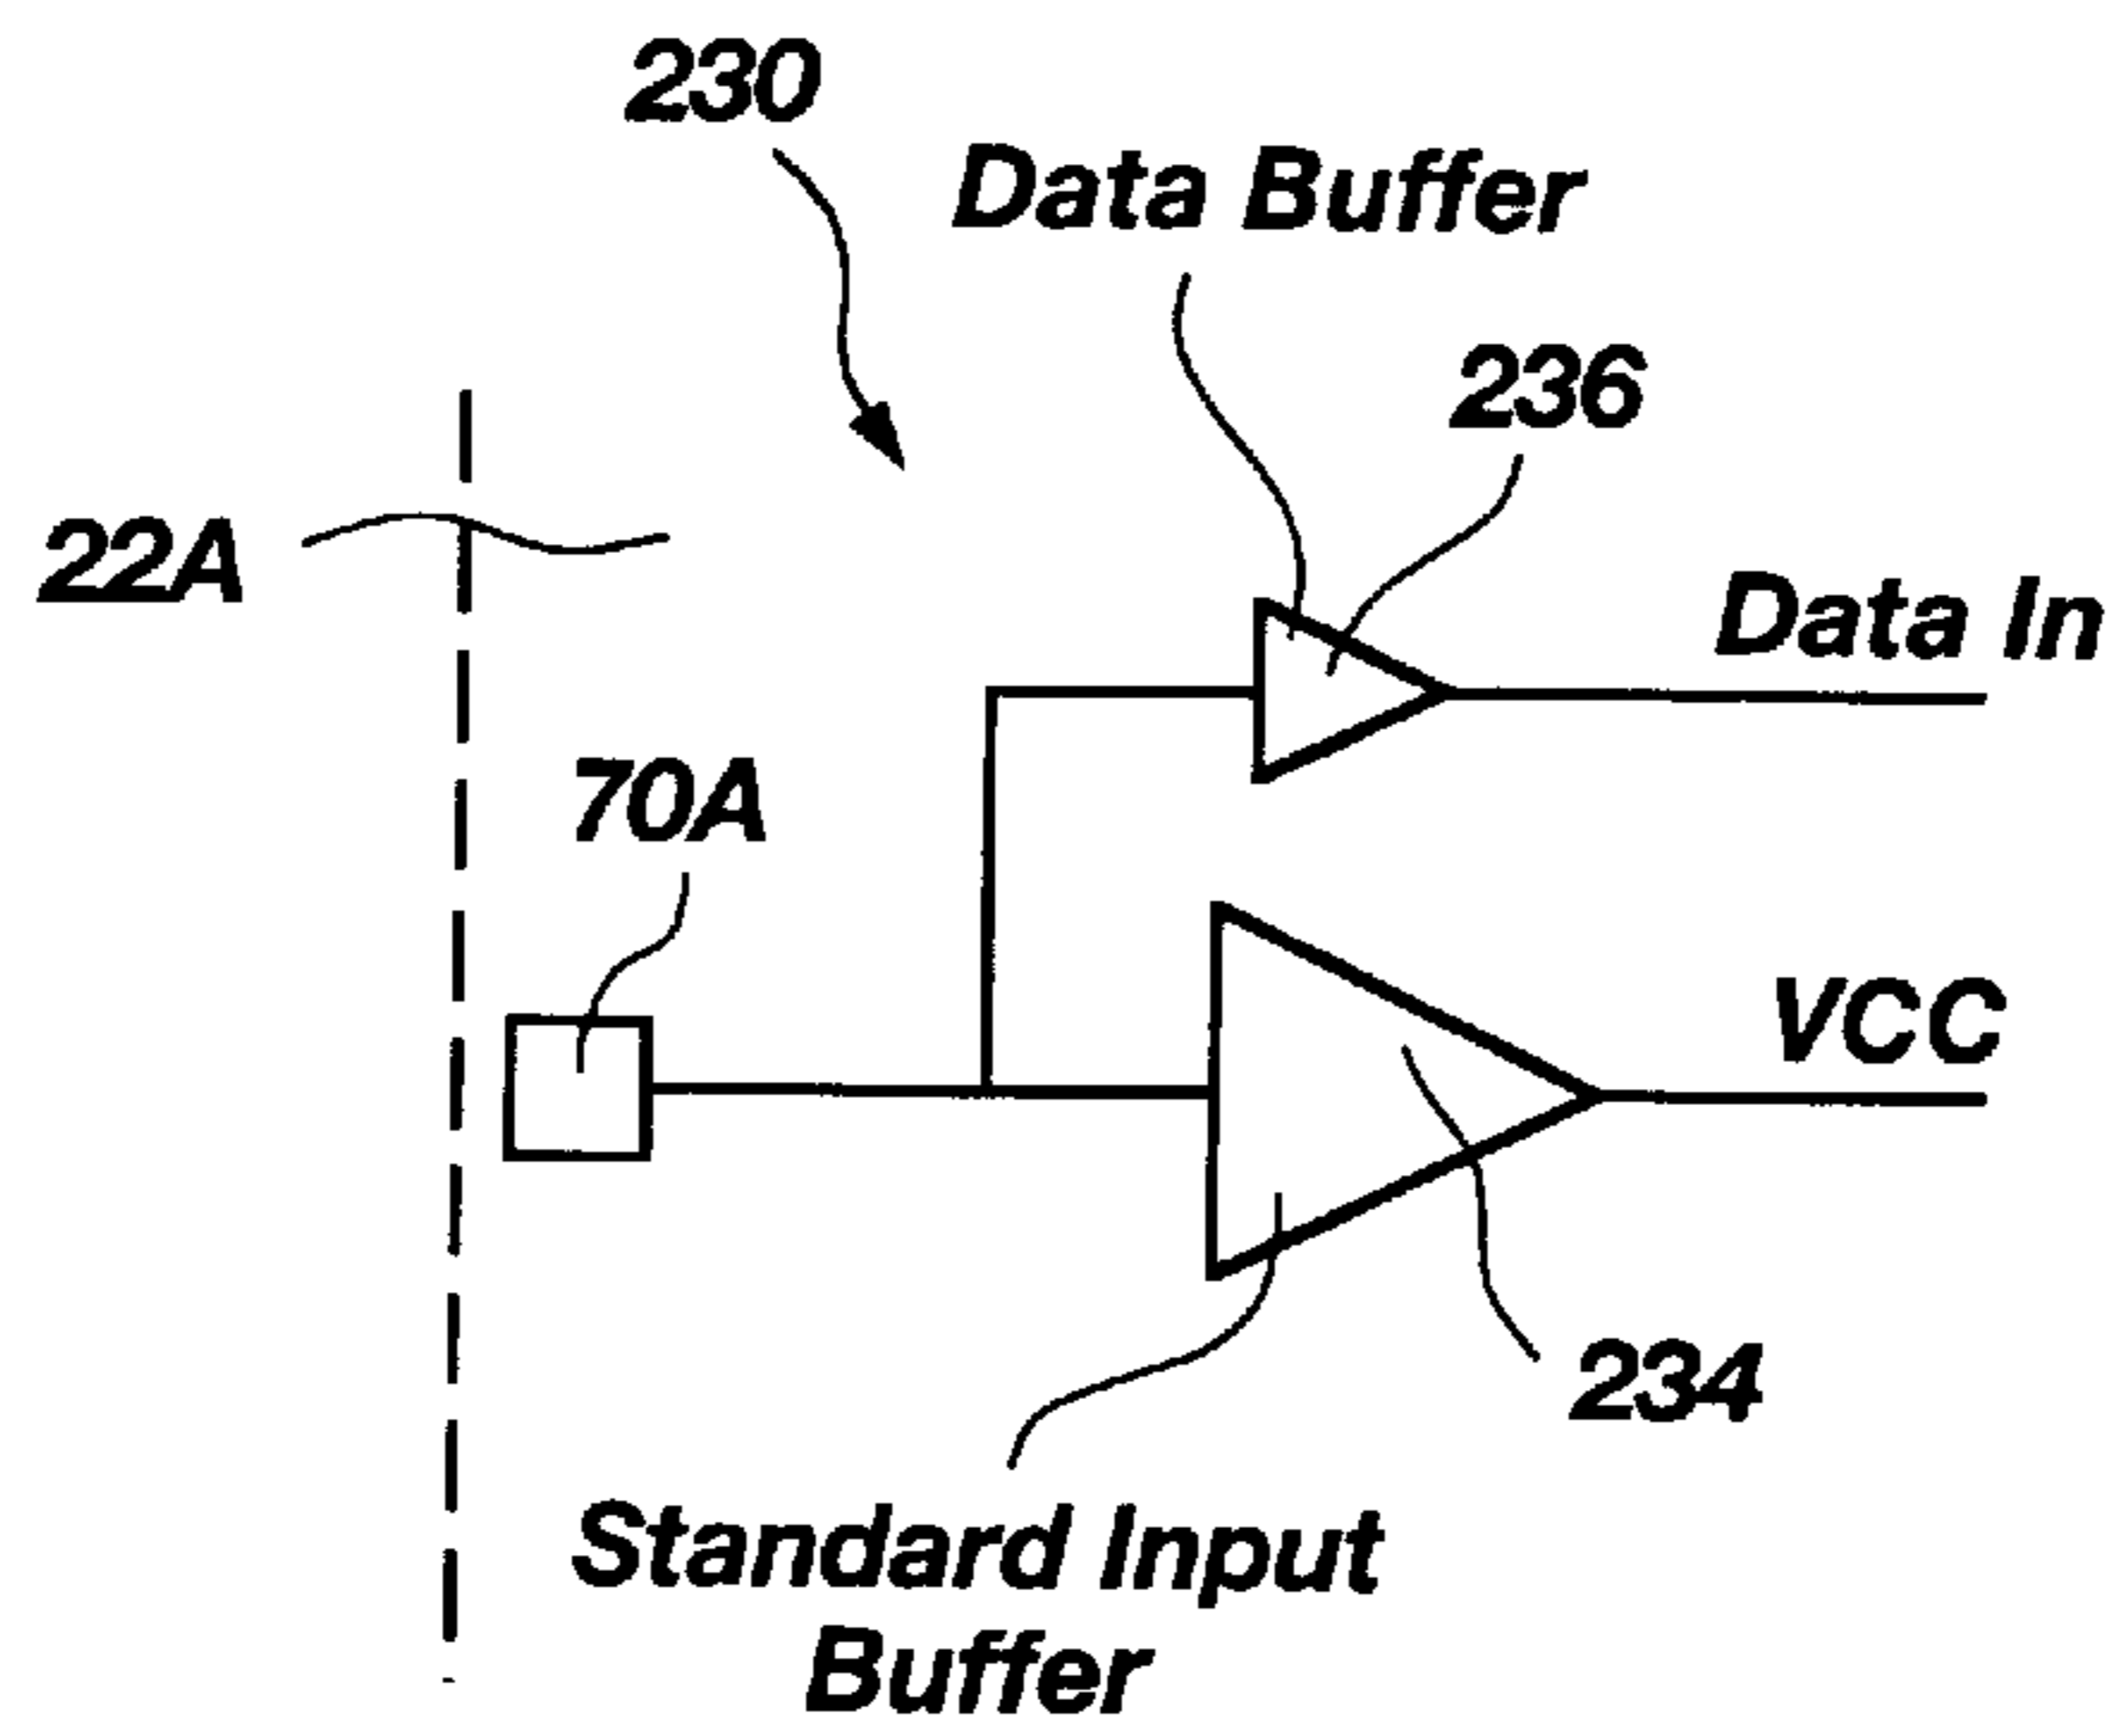 230
Data Buffer
236
22A
Data In
70A
VCC
234
Standard Input
Buffer